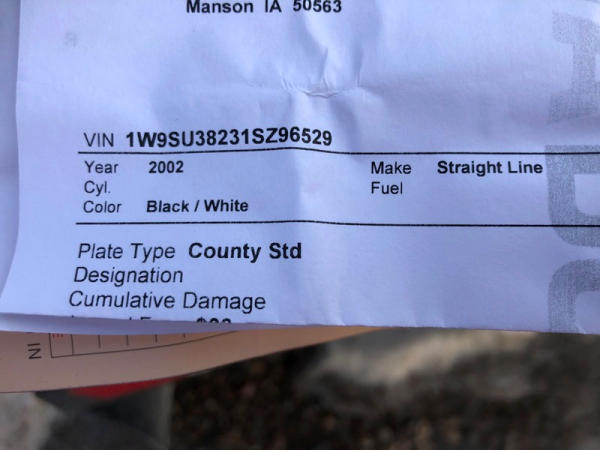 Manson IA 50563
VIN 1W9SU38231SZ96529
Year 2002 Make Straight Line
Cyl. Fuel
Color Black / White
Plate Type County Std
Designation
Cumulative Damage